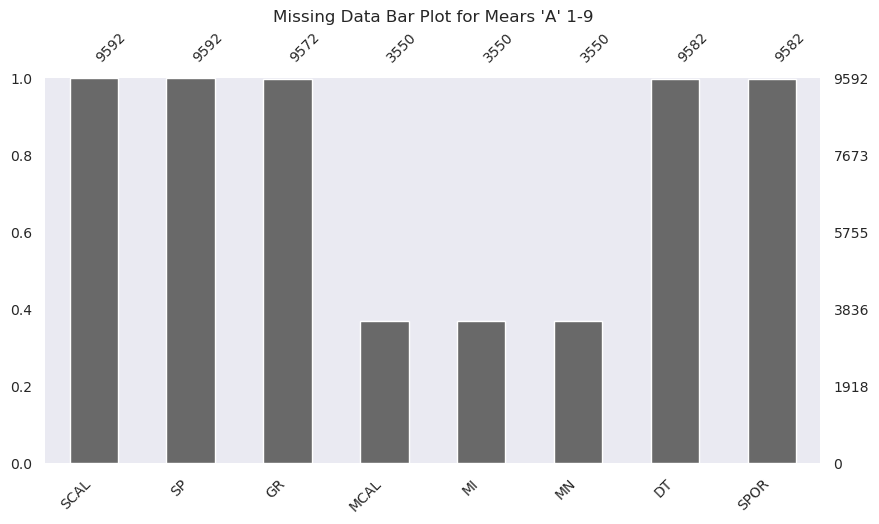 Missing Data Bar Plot for Mears 'A' 1-9
9592 9592 9572 3550 3550 3550 9582 9582
1.0 9592
0.8 7673
0.6 5755
0.4 3836
0.2 1918
0.0 0
SCAL SP GR MCAL MI MN DT SPOR